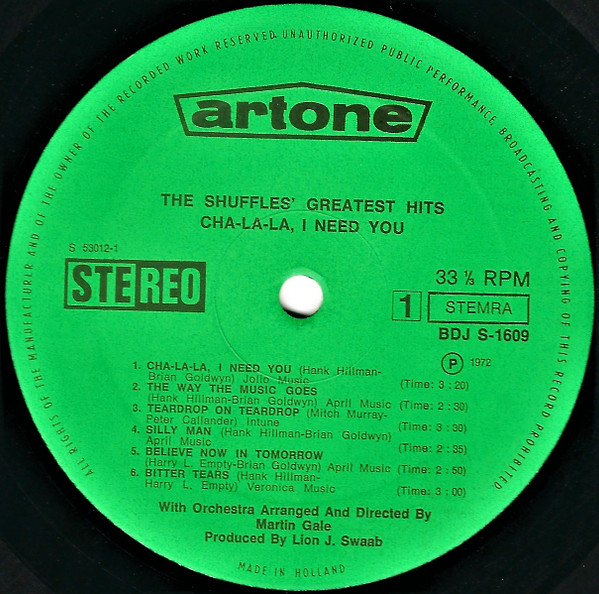 ALL RIGHTS OF THE MANUFACTURER AND OF THE OWNER OF THE RECORDED WORK RESERVED. UNAUTHORIZED PUBLIC PERFORMANCE, BROADCASTING AND COPYING OF THIS RECORD PROHIBITED
artone
THE SHUFFLES' GREATEST HITS
CHA-LA-LA, I NEED YOU
S 53012-1
STEREO
33 ⅓ RPM
1 STEMRA
BDJ S-1609
Ⓟ 1972
1. CHA-LA-LA, I NEED YOU (Hank Hillman-
Brian Goldwyn) Jolio Music (Time: 3 : 20)
2. THE WAY THE MUSIC GOES
(Hank Hillman-Brian Goldwyn) April Music (Time: 2 : 30)
3. TEARDROP ON TEARDROP (Mitch Murray-
Peter Callander) Intune (Time: 3 : 30)
4. SILLY MAN (Hank Hillman-Brian Goldwyn)
April Music (Time: 2 : 35)
5. BELIEVE NOW IN TOMORROW
(Harry L. Empty-Brian Goldwyn) April Music (Time: 2 : 50)
6. BITTER TEARS (Hank Hillman-
Harry L. Empty) Veronica Music (Time: 3 : 00)
With Orchestra Arranged And Directed By
Martin Gale
Produced By Lion J. Swaab
MADE IN HOLLAND